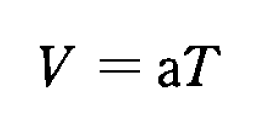 V = aT